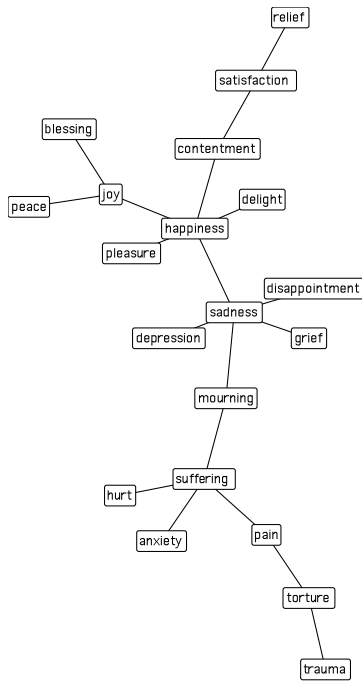 relief
satisfaction
contentment
blessing
joy
peace
delight
happiness
pleasure
disappointment
sadness
depression
grief
mourning
suffering
hurt
anxiety
pain
torture
trauma